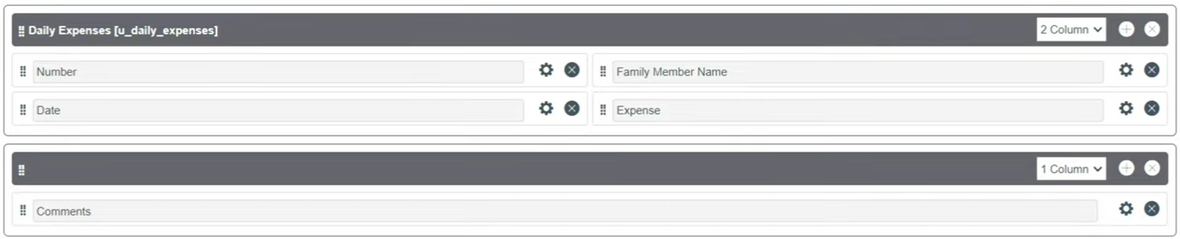 Daily Expenses [u_daily_expenses]
2 Column
Number
Family Member Name
Date
Expense
1 Column
Comments